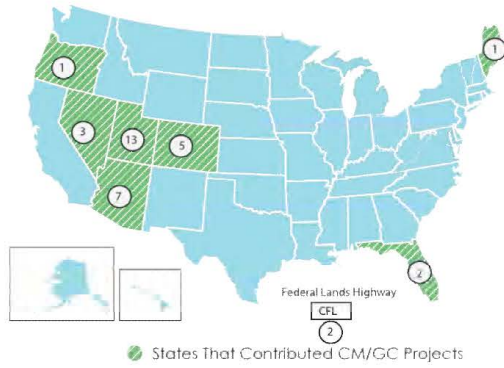 1
1
3
13
5
7
2
Federal Lands Highway
CFL
2
States That Contributed CM/GC Projects